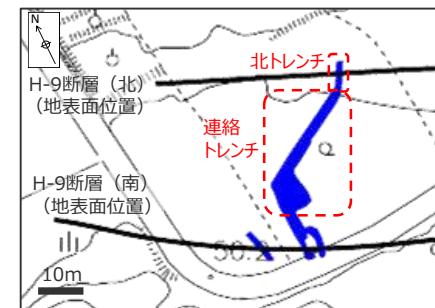 N
H-9断層（北）
（地表面位置）
北トレンチ
連絡
トレンチ
H-9断層（南）
（地表面位置）
50.2
10m